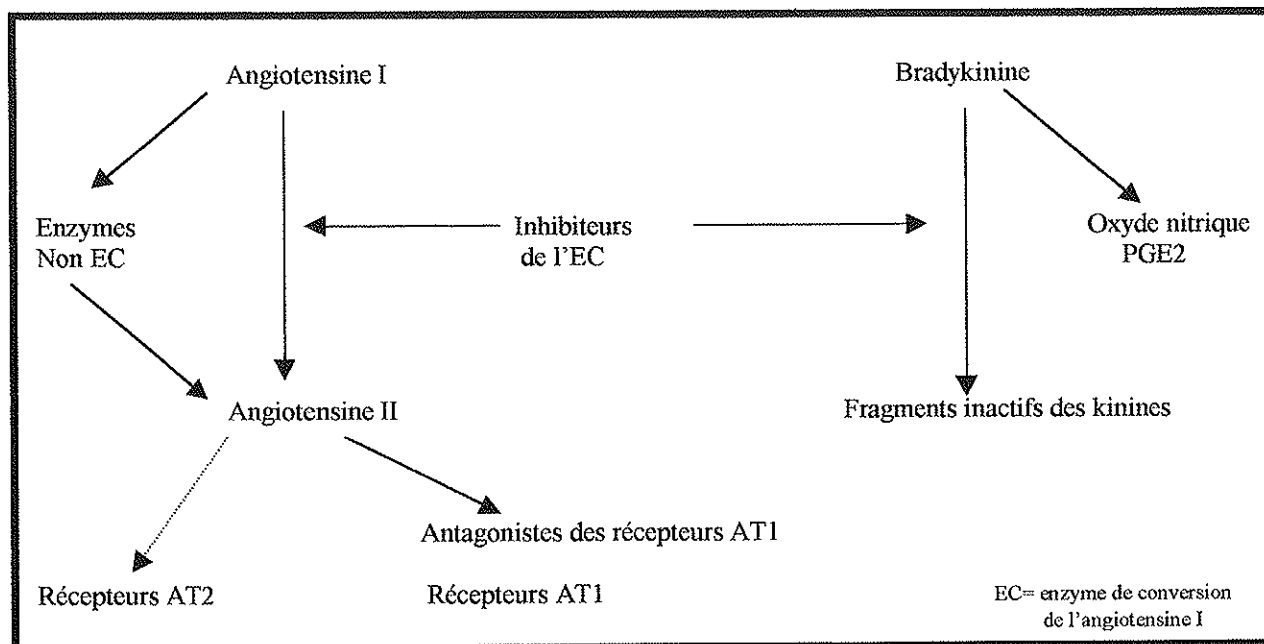 Angiotensine I
Bradykinine
Enzymes
Non EC
Inhibiteurs
de l'EC
Oxyde nitrique
PGE2
Angiotensine II
Fragments inactifs des kinines
Antagonistes des récepteurs AT1
Récepteurs AT2
Récepteurs AT1
EC= enzyme de conversion
de l'angiotensine I